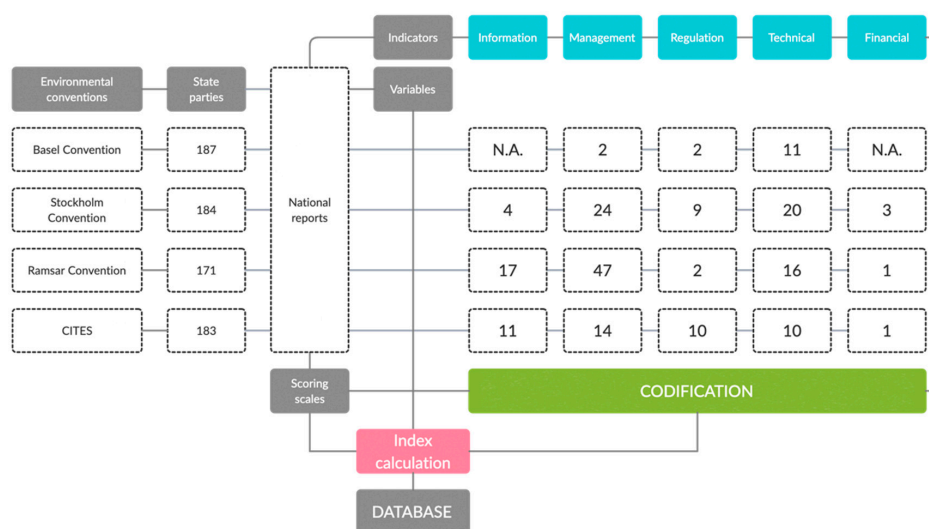 Indicators
Information
Management
Regulation
Technical
Financial
Environmental
conventions
State
parties
Variables
Basel Convention
187
N.A.
2
2
11
N.A.
Stockholm
Convention
184
National
reports
4
24
9
20
3
Ramsar Convention
171
17
47
2
16
1
CITES
183
11
14
10
10
1
Scoring
scales
CODIFICATION
Index
calculation
DATABASE